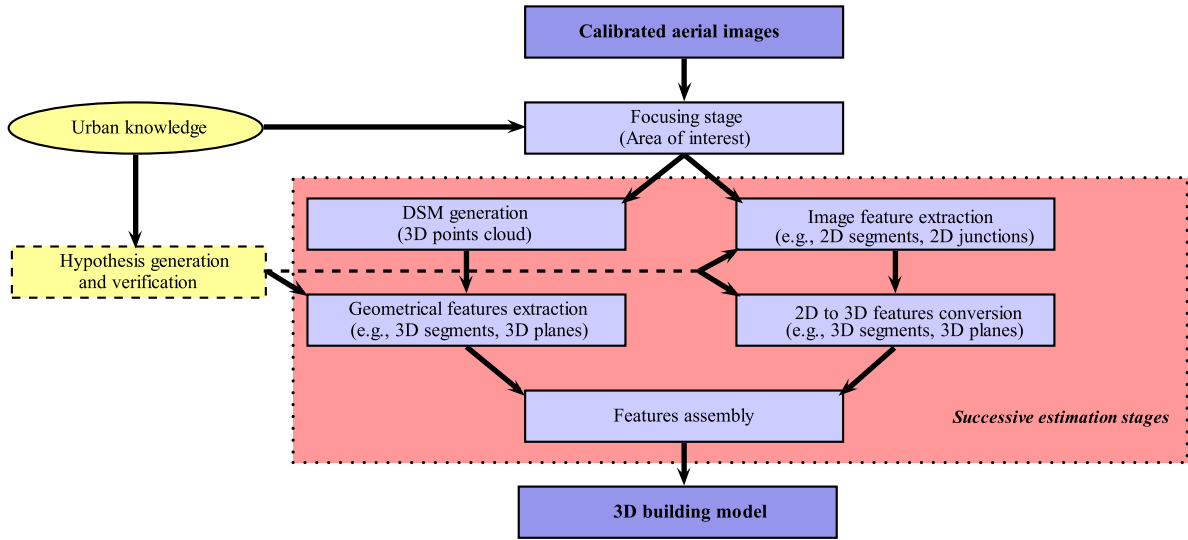 Calibrated aerial images
Urban knowledge
Focusing stage
(Area of interest)
DSM generation
(3D points cloud)
Image feature extraction
(e.g., 2D segments, 2D junctions)
Hypothesis generation
and verification
Geometrical features extraction
(e.g., 3D segments, 3D planes)
2D to 3D features conversion
(e.g., 3D segments, 3D planes)
Features assembly
Successive estimation stages
3D building model